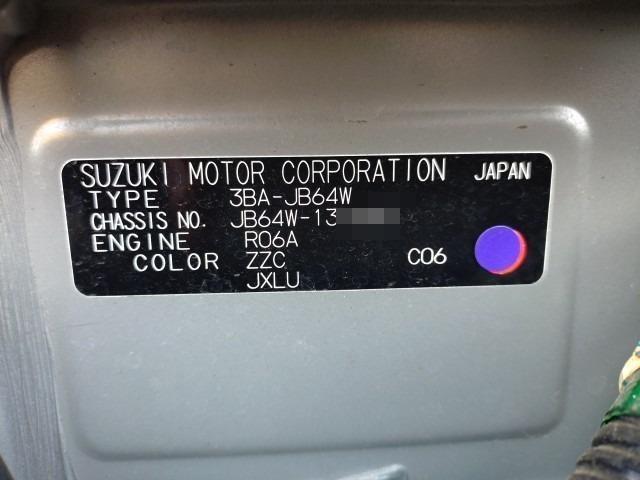 SUZUKI MOTOR CORPORATION JAPAN
TYPE 3BA-JB64W
CHASSIS NO. JB64W-13
ENGINE R06A
COLOR ZZC C06
JXLU